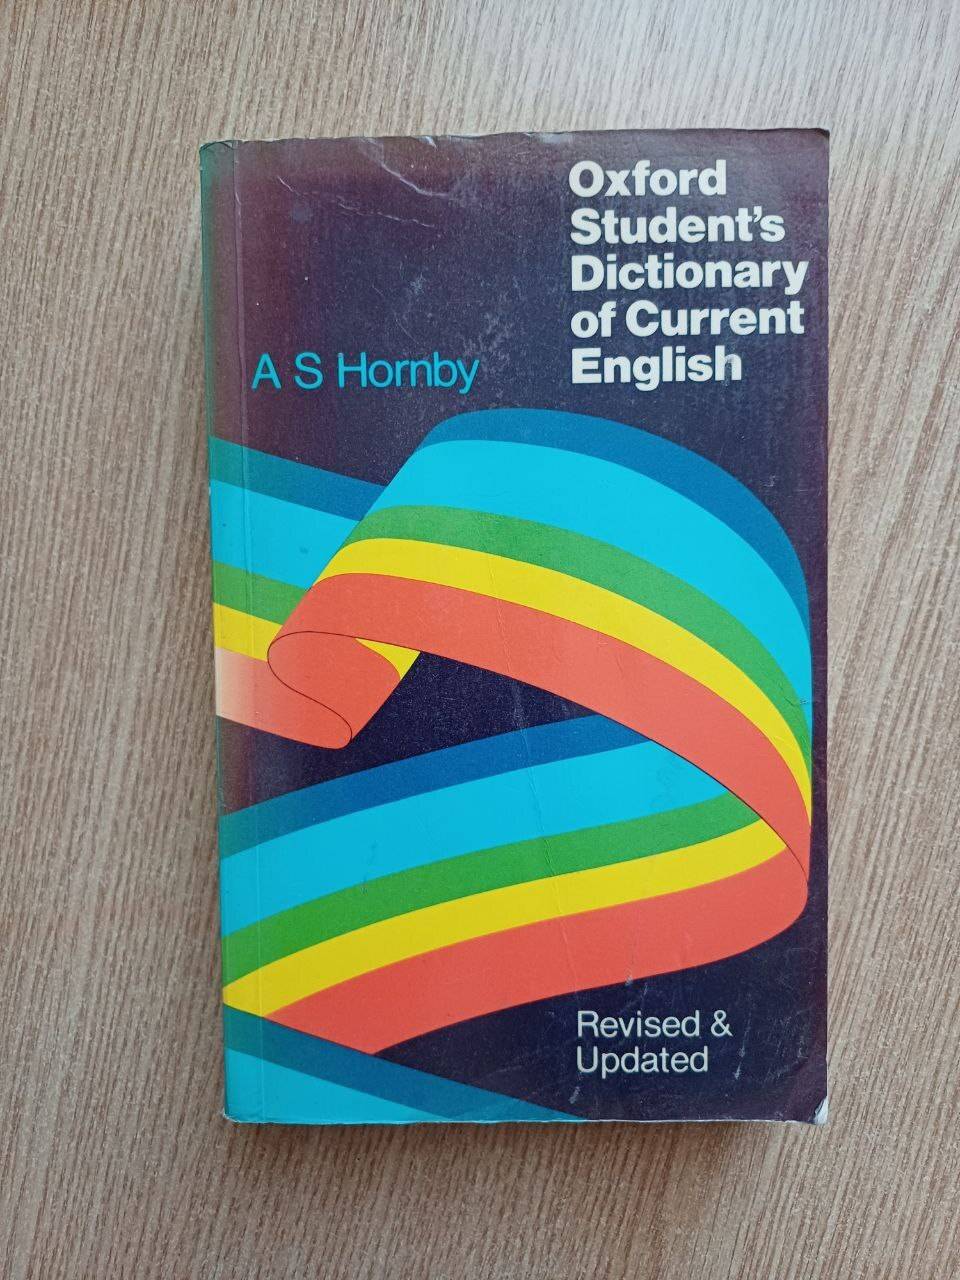 Oxford
Student's
Dictionary
of Current
English
A S Hornby
Revised &
Updated